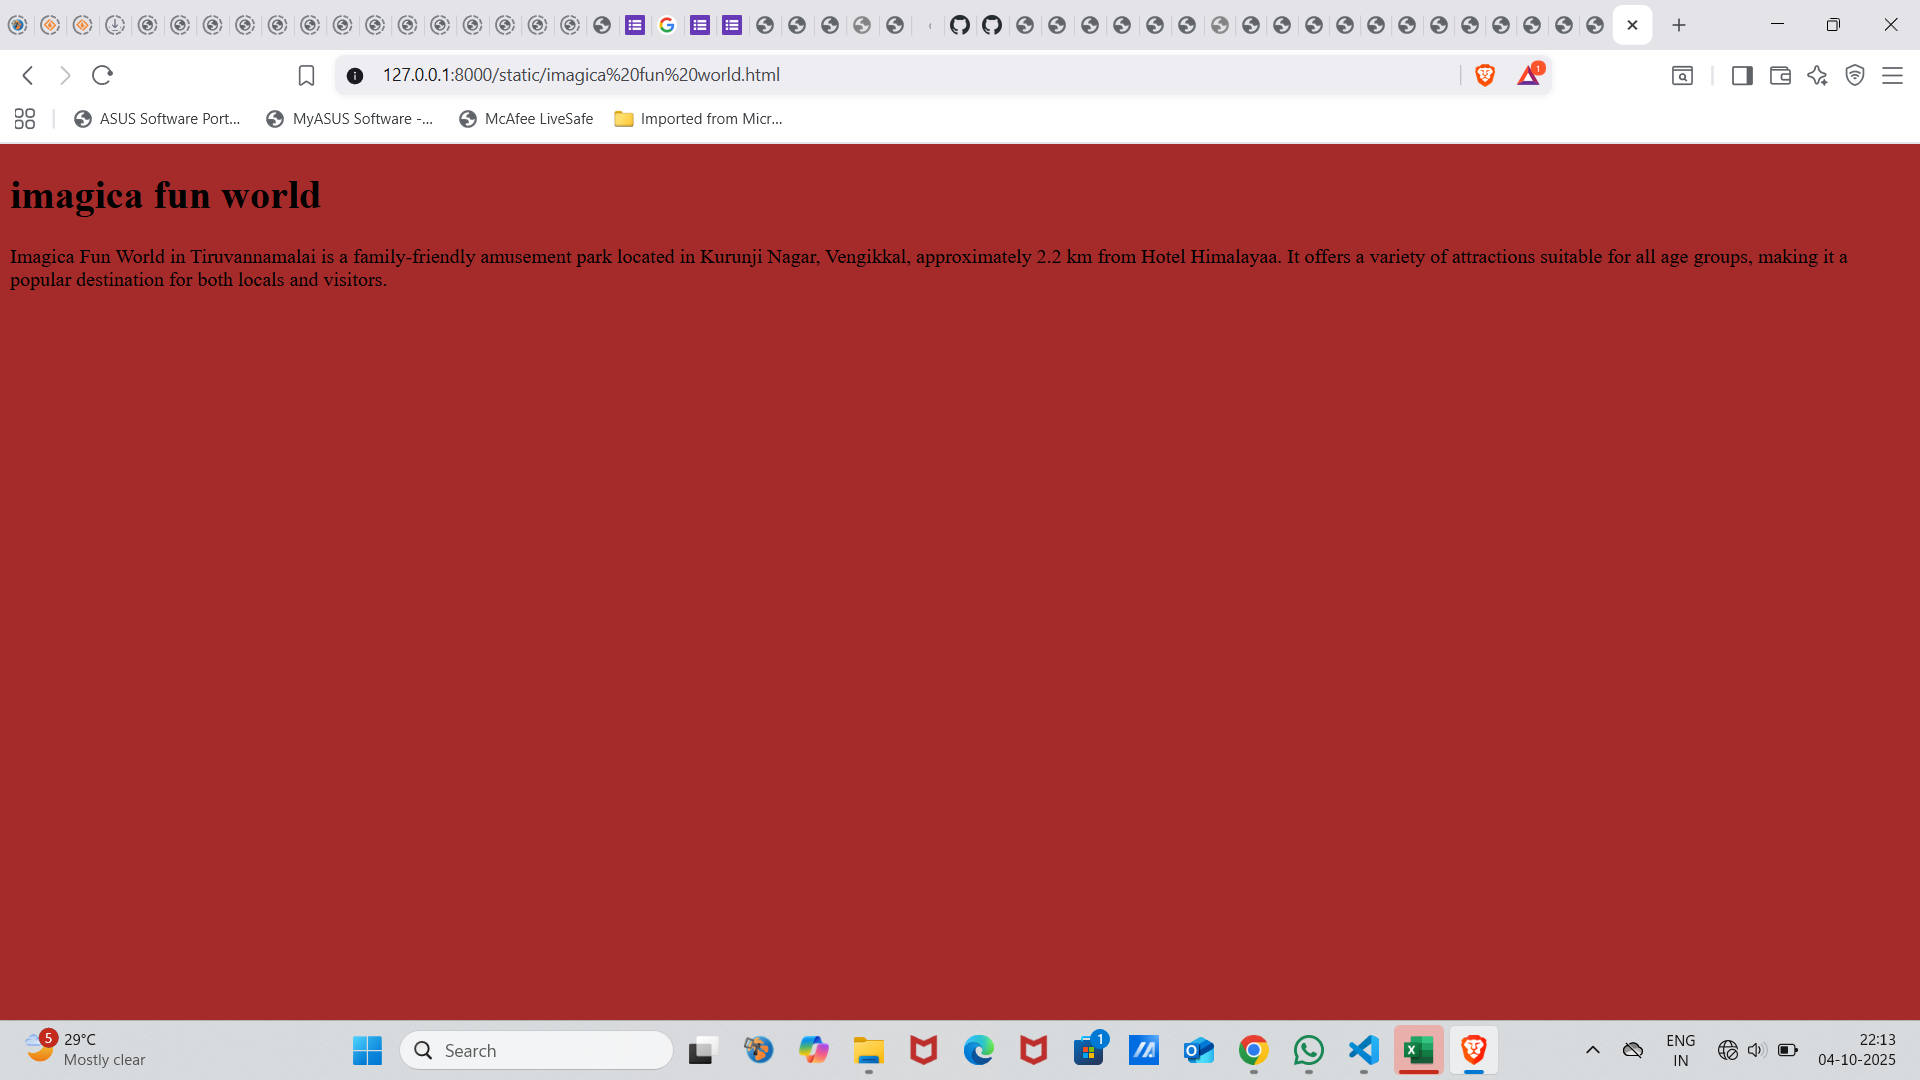 127.0.0.1:8000/static/imagica%20fun%20world.html
1
ASUS Software Port... MyASUS Software -... McAfee LiveSafe Imported from Micr...
imagica fun world
Imagica Fun World in Tiruvannamalai is a family-friendly amusement park located in Kurunji Nagar, Vengikkal, approximately 2.2 km from Hotel Himalayaa. It offers a variety of attractions suitable for all age groups, making it a
popular destination for both locals and visitors.
5
29°C
Mostly clear
Search
1
ENG
IN
22:13
04-10-2025